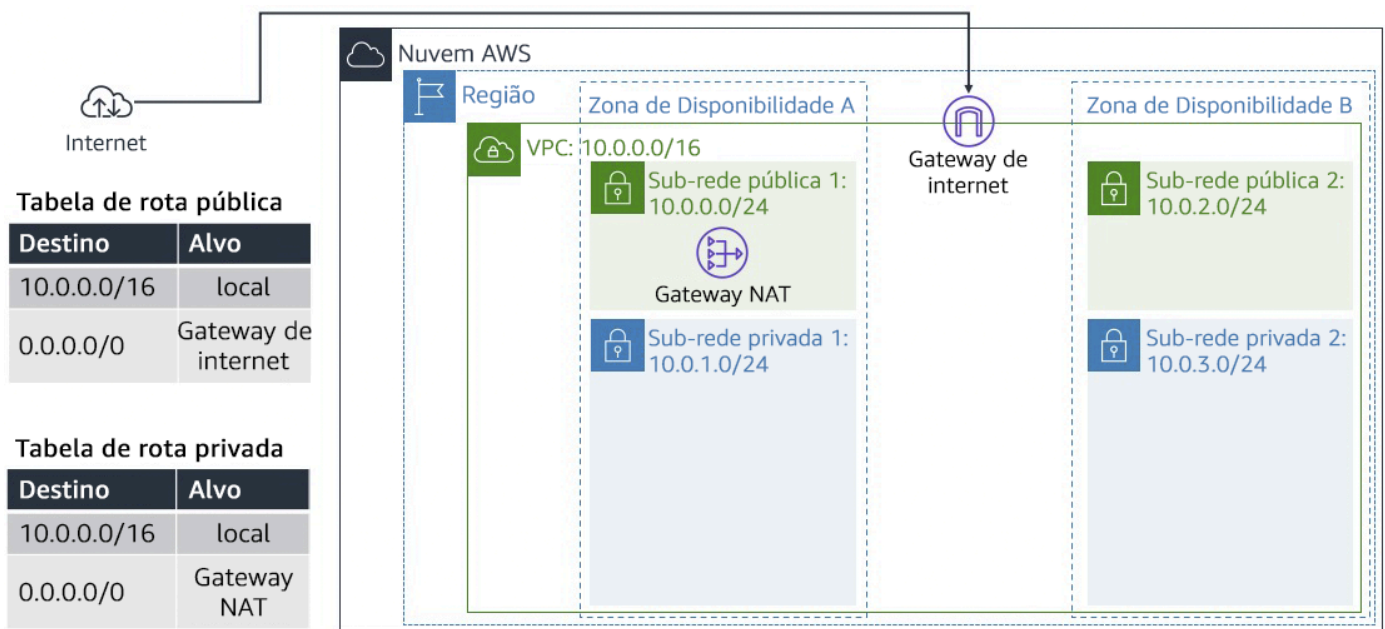 Nuvem AWS
Região
Zona de Disponibilidade A
Zona de Disponibilidade B
Internet
VPC: 10.0.0.0/16
Gateway de
internet
Sub-rede pública 1:
10.0.0.0/24
Sub-rede pública 2:
10.0.2.0/24
Gateway NAT
Sub-rede privada 1:
10.0.1.0/24
Sub-rede privada 2:
10.0.3.0/24
Tabela de rota pública
Destino Alvo
10.0.0.0/16 local
0.0.0.0/0 Gateway de
internet
Tabela de rota privada
Destino Alvo
10.0.0.0/16 local
0.0.0.0/0 Gateway
NAT